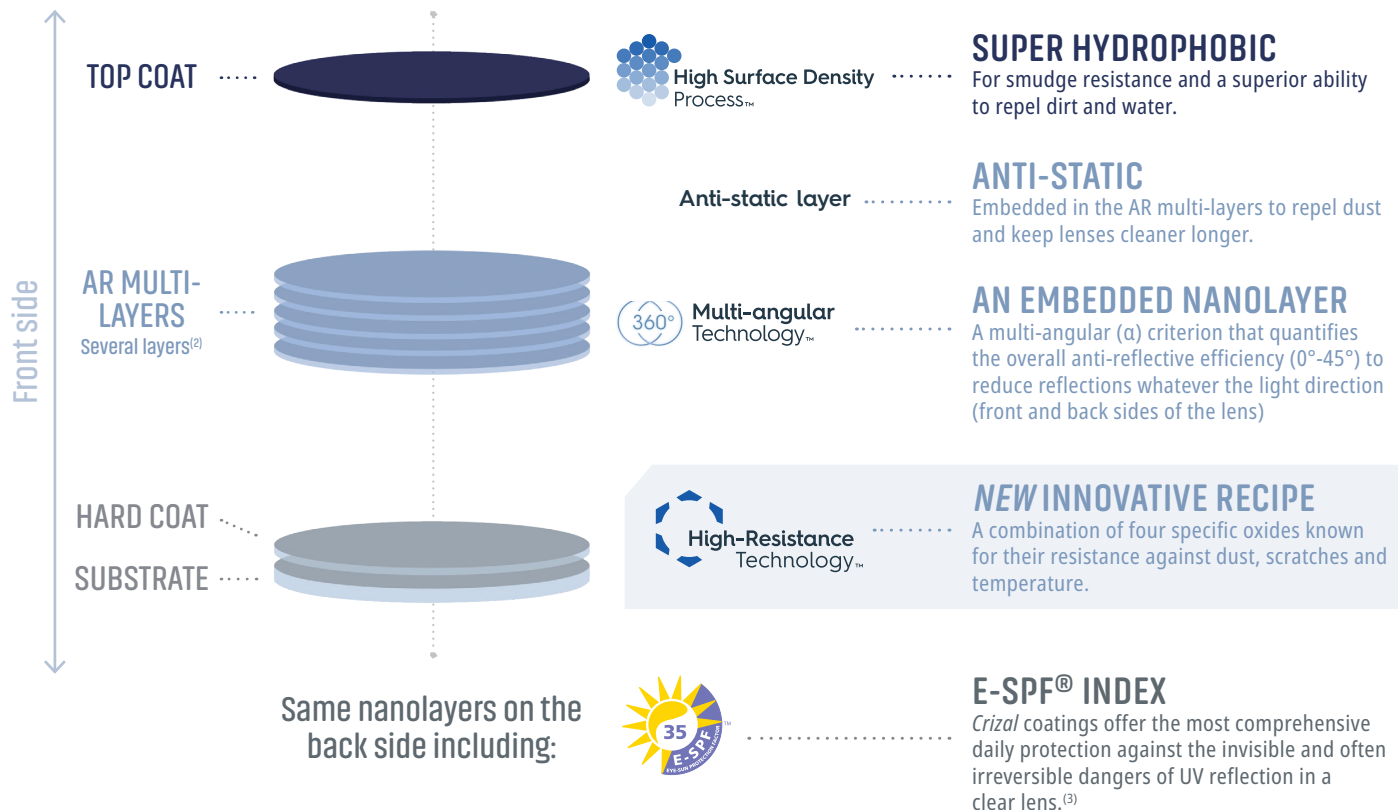 Front side
TOP COAT
High Surface Density
Process™
SUPER HYDROPHOBIC
For smudge resistance and a superior ability
to repel dirt and water.
Anti-static layer
ANTI-STATIC
Embedded in the AR multi-layers to repel dust
and keep lenses cleaner longer.
AR MULTI-
LAYERS
Several layers(2)
360°
Multi-angular
Technology™
AN EMBEDDED NANOLAYER
A multi-angular (α) criterion that quantifies
the overall anti-reflective efficiency (0°-45°) to
reduce reflections whatever the light direction
(front and back sides of the lens)
HARD COAT
SUBSTRATE
High-Resistance
Technology™
NEW INNOVATIVE RECIPE
A combination of four specific oxides known
for their resistance against dust, scratches and
temperature.
Same nanolayers on the
back side including:
35
E-SPF™
EYE-SUN PROTECTION FACTOR
E-SPF® INDEX
Crizal coatings offer the most comprehensive
daily protection against the invisible and often
irreversible dangers of UV reflection in a
clear lens.(3)